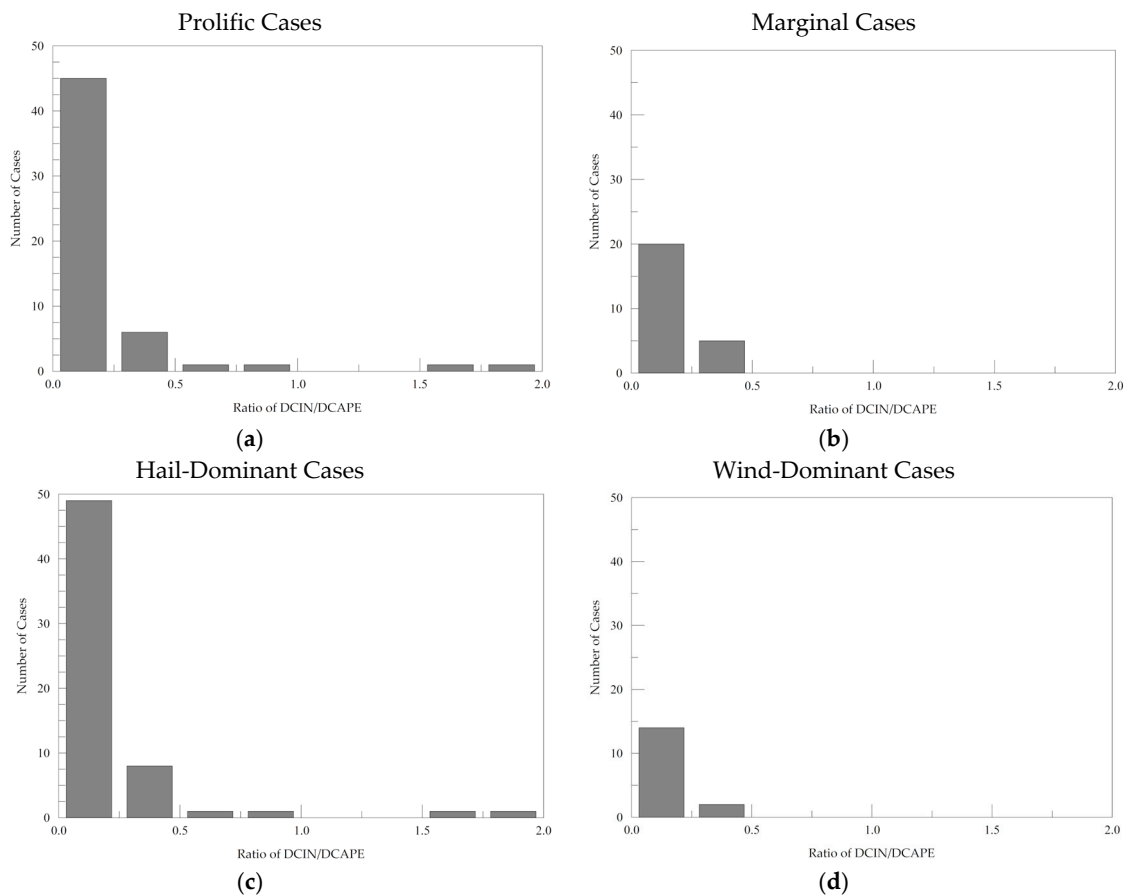 Prolific Cases
50
40
30
20
10
0
Number of Cases
0.0 0.5 1.0 1.5 2.0
Ratio of DCIN/DCAPE
(a)
Marginal Cases
50
40
30
20
10
0
Number of Cases
0.0 0.5 1.0 1.5 2.0
Ratio of DCIN/DCAPE
(b)
Hail-Dominant Cases
50
40
30
20
10
0
Number of Cases
0.0 0.5 1.0 1.5 2.0
Ratio of DCIN/DCAPE
(c)
Wind-Dominant Cases
50
40
30
20
10
0
Number of Cases
0.0 0.5 1.0 1.5 2.0
Ratio of DCIN/DCAPE
(d)